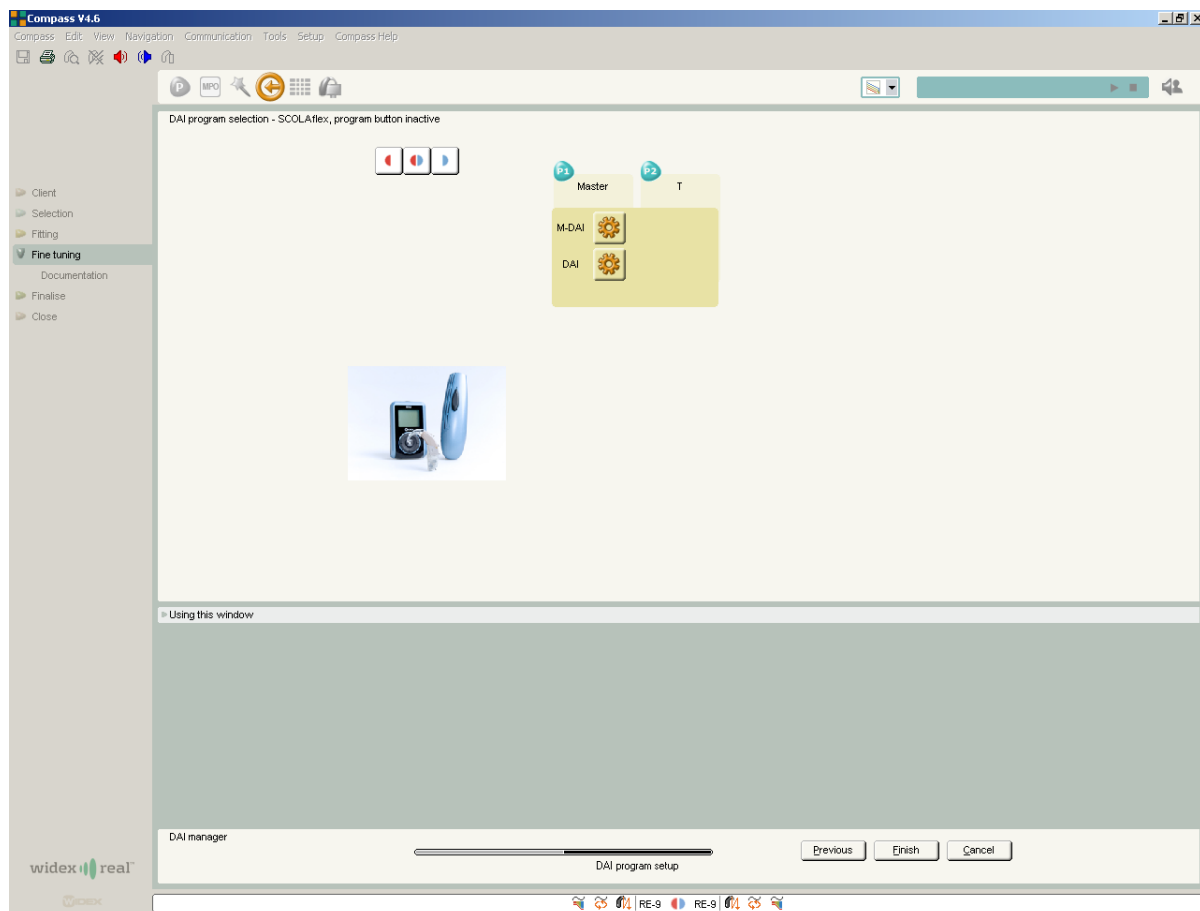 Compass V4.6
Compass Edit View Navigation Communication Tools Setup Compass Help
P MPO
DAI program selection - SCOLAflex, program button inactive
P1 P2
Master T
M-DAI
DAI
Client
Selection
Fitting
Fine tuning
Documentation
Finalise
Close
Using this window
DAI manager
DAI program setup
Previous Finish Cancel
widex real™
WIDEX
RE-9 RE-9